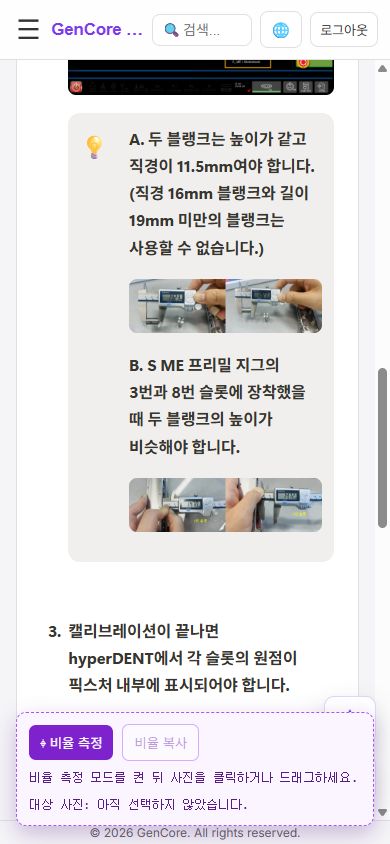 GenCore ...
검색...
로그아웃
A. 두 블랭크는 높이가 같고
직경이 11.5mm여야 합니다.
(직경 16mm 블랭크와 길이
19mm 미만의 블랭크는
사용할 수 없습니다.)
B. S ME 프리밀 지그의
3번과 8번 슬롯에 장착했을
때 두 블랭크의 높이가
비슷해야 합니다.
3. 캘리브레이션이 끝나면
hyperDENT에서 각 슬롯의 원점이
픽스처 내부에 표시되어야 합니다.
비율 측정
비율 복사
비율 측정 모드를 켠 뒤 사진을 클릭하거나 드래그하세요.
대상 사진: 아직 선택하지 않았습니다.
© 2026 GenCore. All rights reserved.